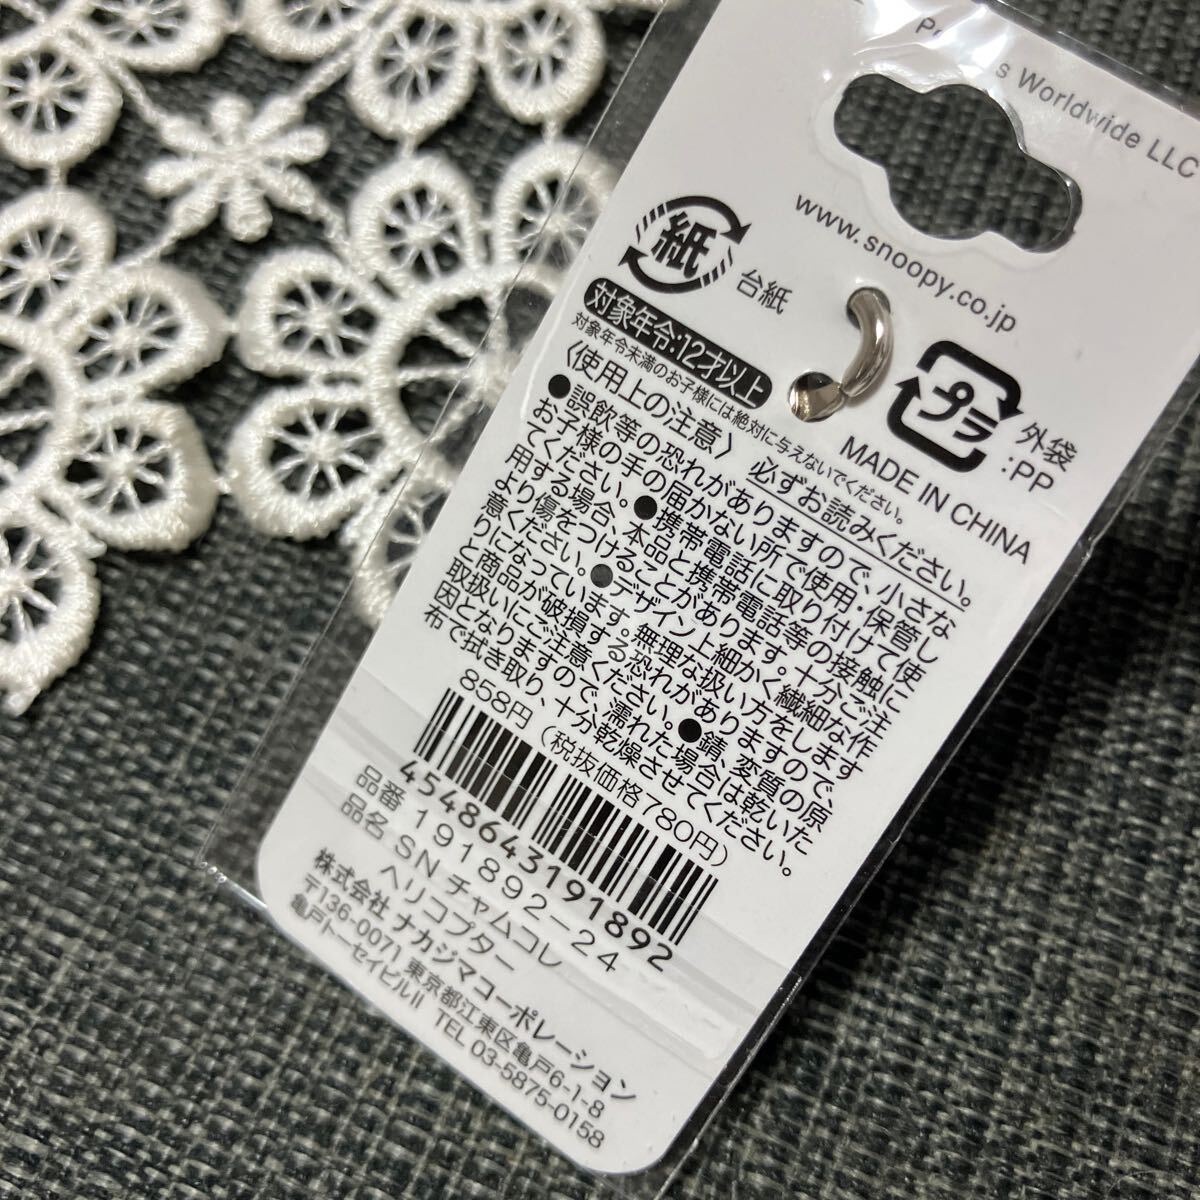 s Worldwide LLC
www.snoopy.co.jp
紙 台紙
プラ 外袋
:PP
MADE IN CHINA
対象年令:12才以上
対象年令未満のお子様には絶対に与えないでください。
〈使用上の注意〉 必ずお読みください。
●誤飲等の恐れがありますので、小さな
お子様の手の届かない所で使用・保管し
てください。●携帯電話に取り付けて使
用する場合、本品と携帯電話等の接触に
より傷をつけることがあります。十分ご注
意ください。●デザイン上細かく繊細な作
りになっています。無理な扱い方をします
と商品が破損する恐れがありますので、
取扱いにご注意ください。●錆、変質の原
因となりますので、濡れた場合は乾いた
布で拭き取り、十分乾燥させてください。
858円 (税抜価格780円)
4548643191892
品番 191892-24
品名 SN チャムコレ
ヘリコプター
株式会社 ナカジマコーポレーション
〒136-0071 東京都江東区亀戸6-1-8
亀戸トーセイビルII TEL 03-5875-0158